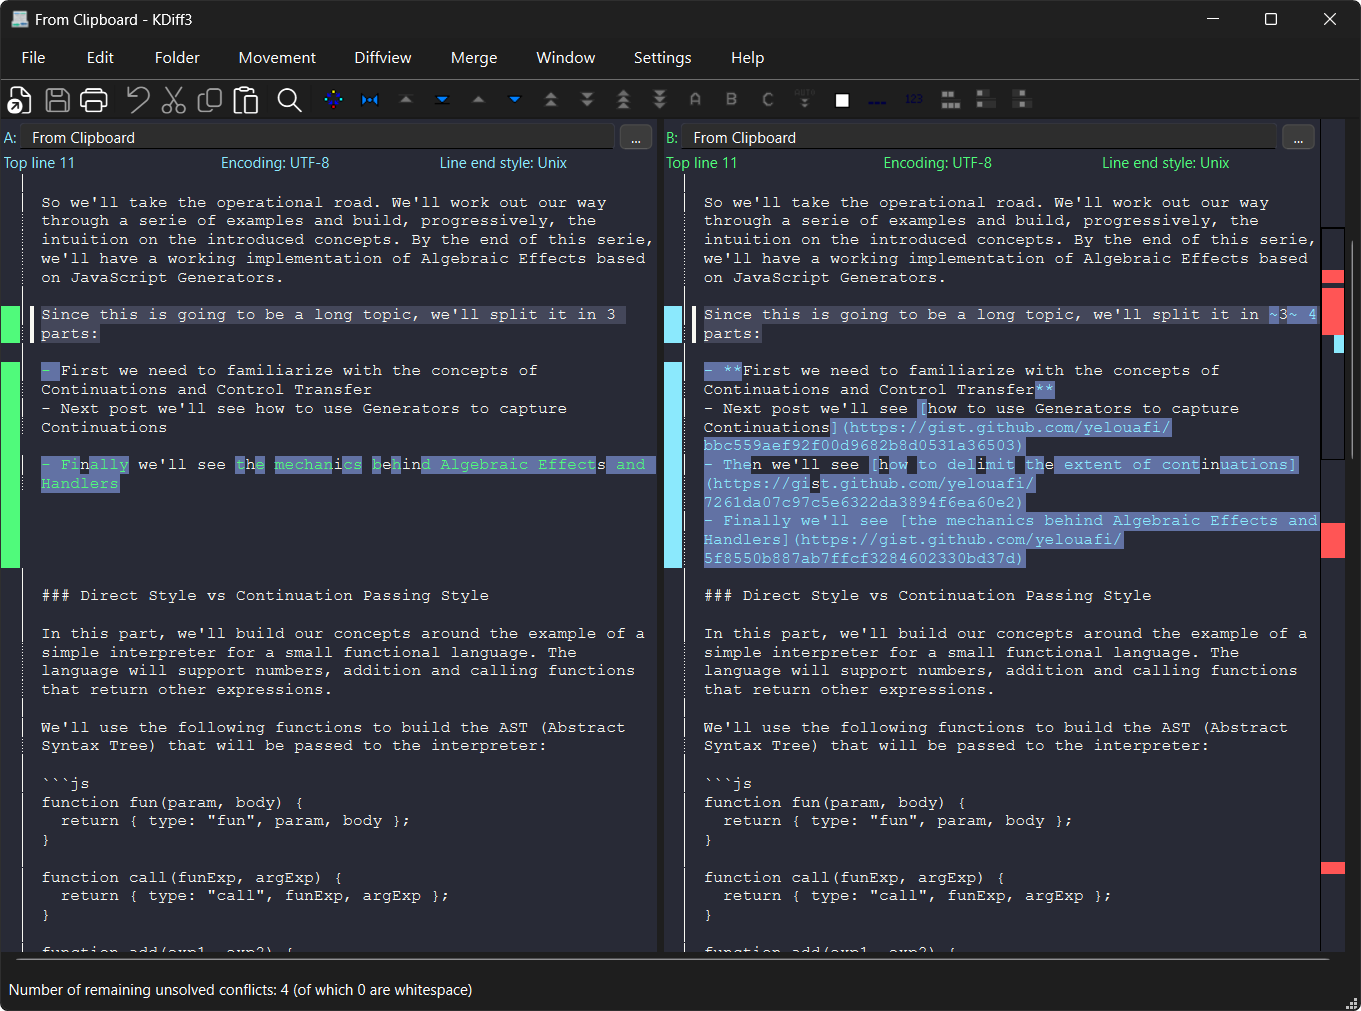 From Clipboard - KDiff3
File Edit Folder Movement Diffview Merge Window Settings Help
A B C AUTO 123
A: From Clipboard ...
Top line 11 Encoding: UTF-8 Line end style: Unix
So we'll take the operational road. We'll work out our way
through a serie of examples and build, progressively, the
intuition on the introduced concepts. By the end of this serie,
we'll have a working implementation of Algebraic Effects based
on JavaScript Generators.
Since this is going to be a long topic, we'll split it in 3
parts:
- First we need to familiarize with the concepts of
Continuations and Control Transfer
- Next post we'll see how to use Generators to capture
Continuations
- Finally we'll see the mechanics behind Algebraic Effects and
Handlers
### Direct Style vs Continuation Passing Style
In this part, we'll build our concepts around the example of a
simple interpreter for a small functional language. The
language will support numbers, addition and calling functions
that return other expressions.
We'll use the following functions to build the AST (Abstract
Syntax Tree) that will be passed to the interpreter:
```js
function fun(param, body) {
  return { type: "fun", param, body };
}
function call(funExp, argExp) {
  return { type: "call", funExp, argExp };
}
function add(exp1, exp2) {
B: From Clipboard ...
Top line 11 Encoding: UTF-8 Line end style: Unix
So we'll take the operational road. We'll work out our way
through a serie of examples and build, progressively, the
intuition on the introduced concepts. By the end of this serie,
we'll have a working implementation of Algebraic Effects based
on JavaScript Generators.
Since this is going to be a long topic, we'll split it in ~3~ 4
parts:
- **First we need to familiarize with the concepts of
Continuations and Control Transfer**
- Next post we'll see [how to use Generators to capture
Continuations](https://gist.github.com/yelouafi/
bbc559aef92f00d9682b8d0531a36503)
- Then we'll see [how to delimit the extent of continuations]
(https://gist.github.com/yelouafi/
7261da07c97c5e6322da3894f6ea60e2)
- Finally we'll see [the mechanics behind Algebraic Effects and
Handlers](https://gist.github.com/yelouafi/
5f8550b887ab7ffcf3284602330bd37d)
### Direct Style vs Continuation Passing Style
In this part, we'll build our concepts around the example of a
simple interpreter for a small functional language. The
language will support numbers, addition and calling functions
that return other expressions.
We'll use the following functions to build the AST (Abstract
Syntax Tree) that will be passed to the interpreter:
```js
function fun(param, body) {
  return { type: "fun", param, body };
}
function call(funExp, argExp) {
  return { type: "call", funExp, argExp };
}
function add(exp1, exp2) {
Number of remaining unsolved conflicts: 4 (of which 0 are whitespace)